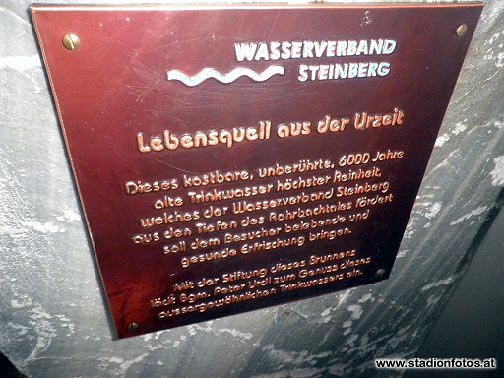 WASSERVERBAND
STEINBERG
Lebensquell aus der Urzeit
Dieses kostbare, unberührte, 6000 Jahre
alte Trinkwasser höchster Reinheit,
welches der Wasserverband Steinberg
aus den Tiefen des Rohrbachtales fördert
soll dem Besucher belebende und
gesunde Erfrischung bringen.
Mit der Stiftung dieses Brunnens
lädt Bgm. Peter zum Genuss dieses
aussergewöhnlichen Trinkwassers ein.
www.stadionfotos.at